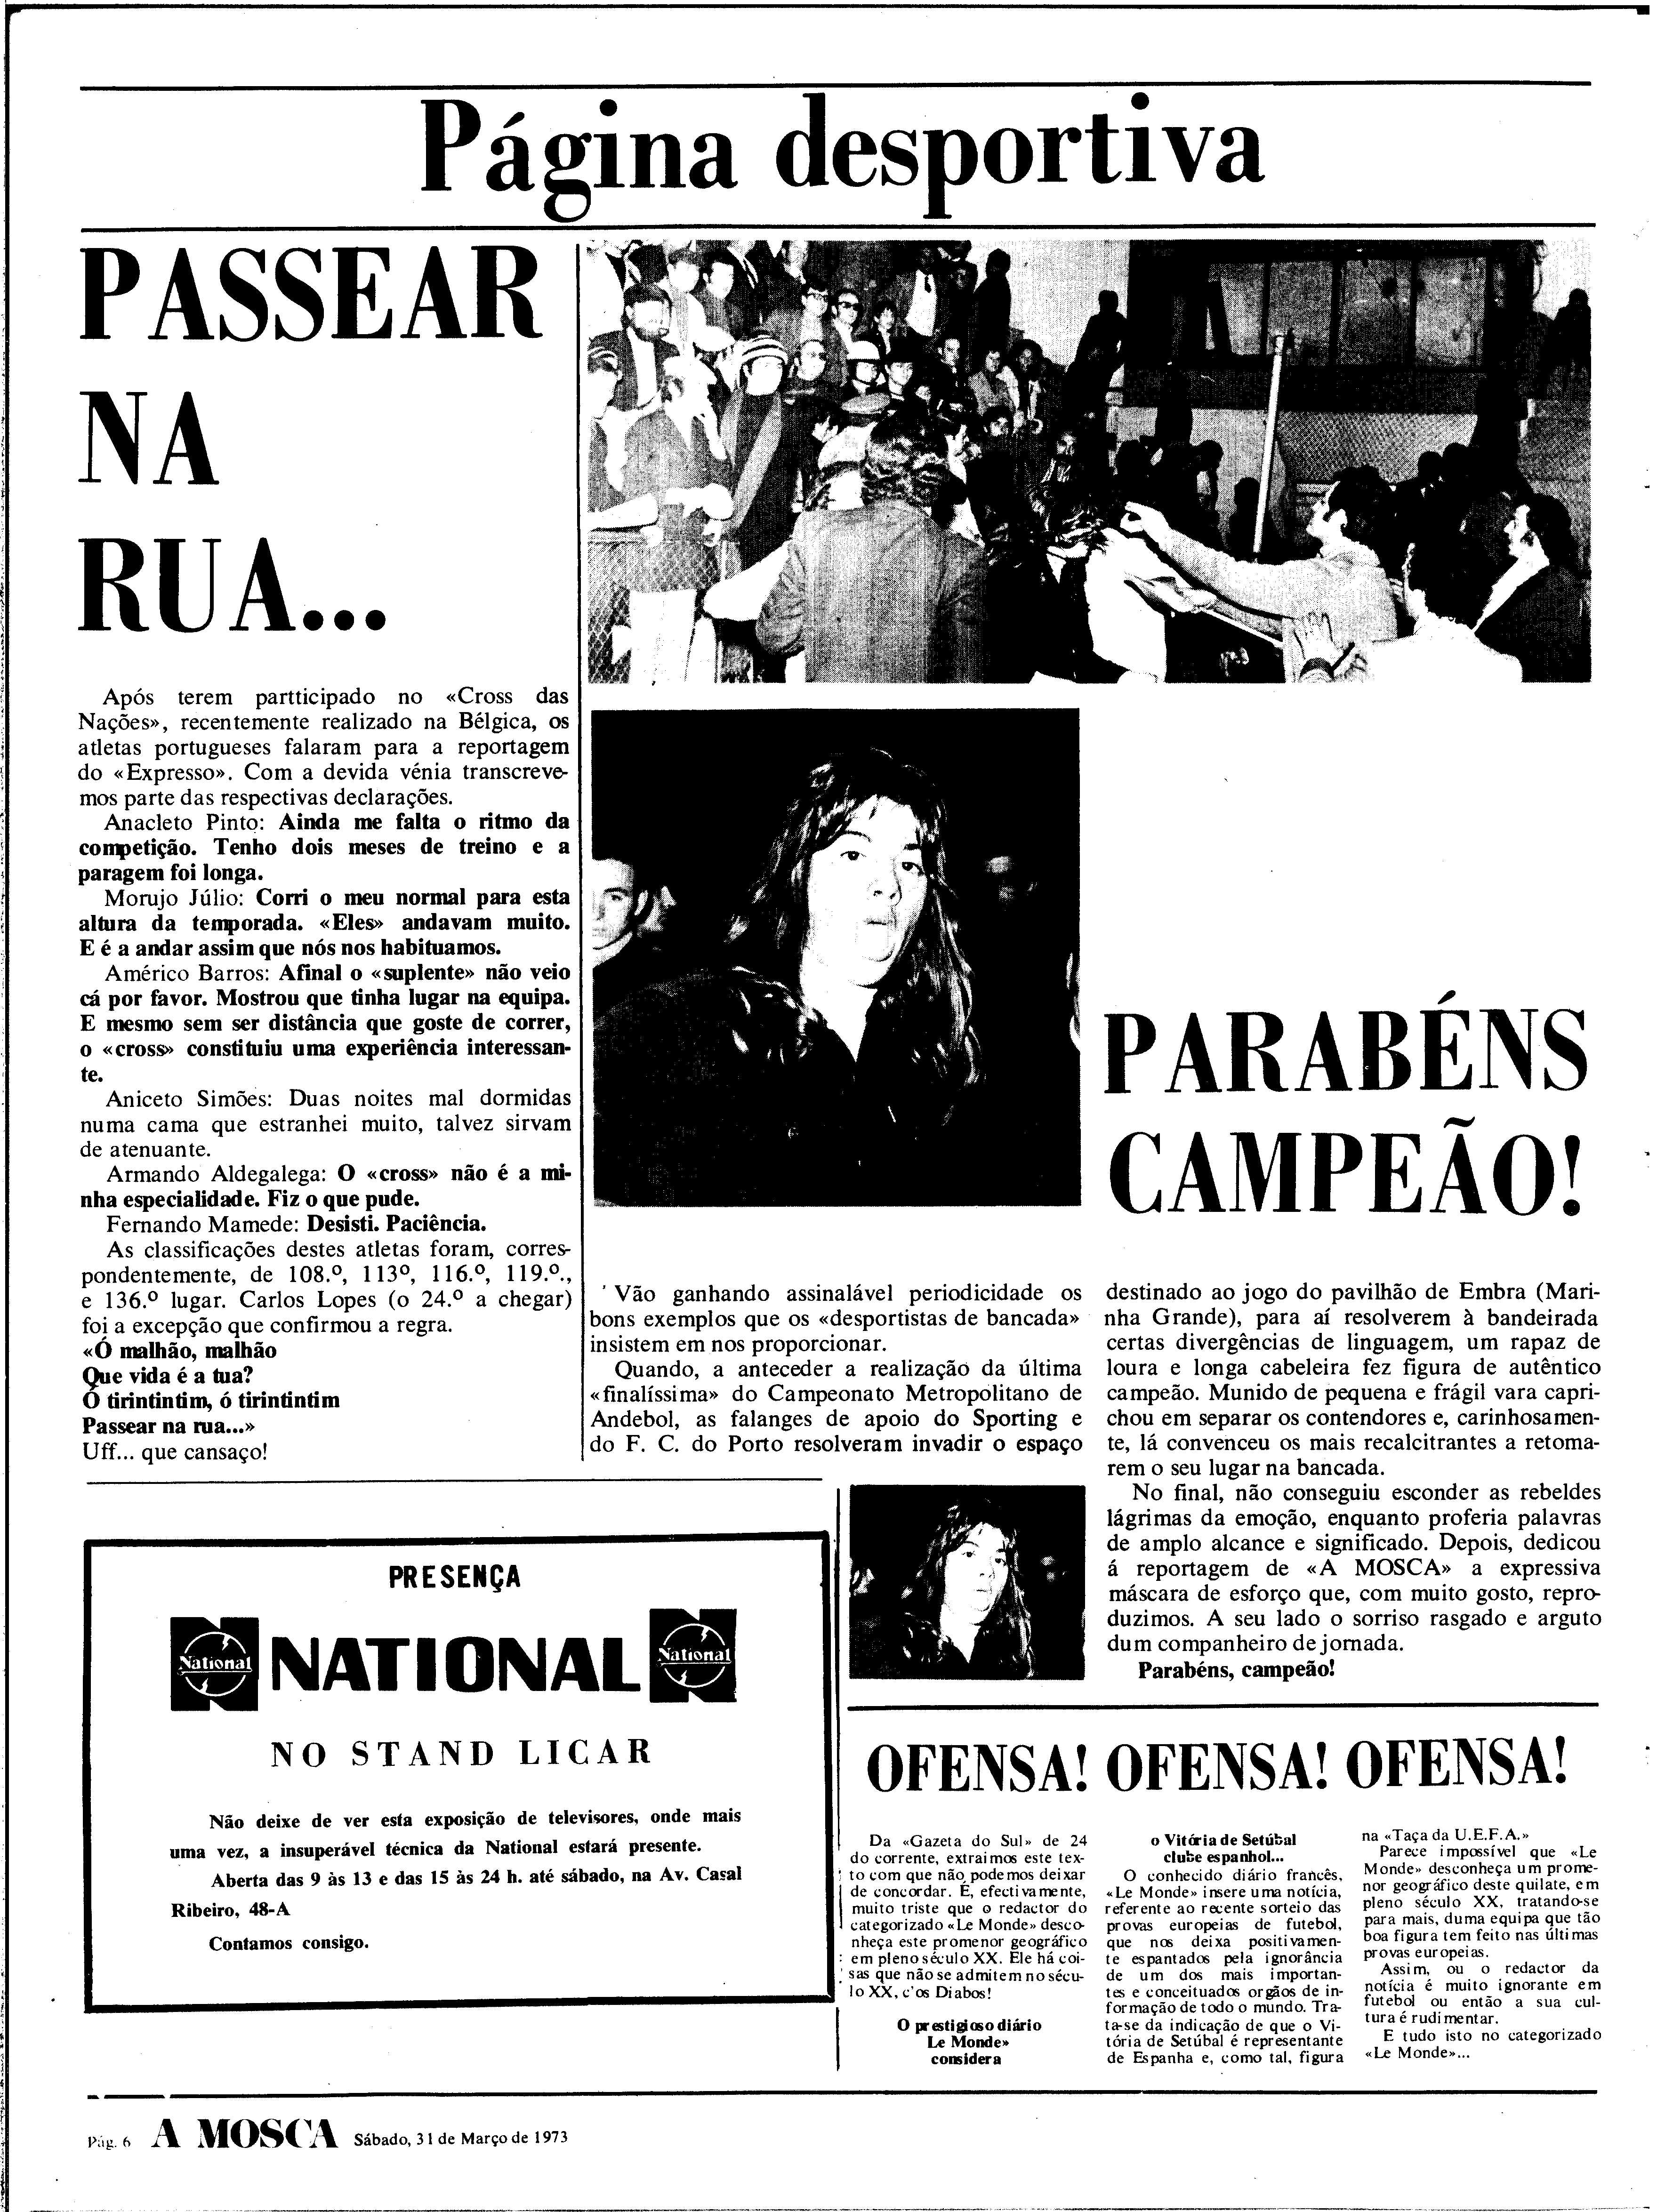 Página desportiva
PASSEAR
NA
RUA...
Após terem partticipado no «Cross das
Nações», recentemente realizado na Bélgica, os
atletas portugueses falaram para a reportagem
do «Expresso». Com a devida vénia transcreve-
mos parte das respectivas declarações.
Anacleto Pinto: Ainda me falta o ritmo da
competição. Tenho dois meses de treino e a
paragem foi longa.
Morujo Júlio: Corri o meu normal para esta
altura da temporada. «Eles» andavam muito.
E é a andar assim que nós nos habituamos.
Américo Barros: Afinal o «suplente» não veio
cá por favor. Mostrou que tinha lugar na equipa.
E mesmo sem ser distância que goste de correr,
o «cross» constituiu uma experiência interessan-
te.
Aniceto Simões: Duas noites mal dormidas
numa cama que estranhei muito, talvez sirvam
de atenuante.
Armando Aldegalega: O «cross» não é a mi-
nha especialidade. Fiz o que pude.
Fernando Mamede: Desisti. Paciência.
As classificações destes atletas foram, corres-
pondentemente, de 108.º, 113º, 116.º, 119.º.,
e 136.º lugar. Carlos Lopes (o 24.º a chegar)
foi a excepção que confirmou a regra.
«Ó malhão, malhão
Que vida é a tua?
Ó tirintintim, ó tirintintim
Passear na rua...»
Uff... que cansaço!
PARABÉNS
CAMPEÃO!
Vão ganhando assinalável periodicidade os
bons exemplos que os «desportistas de bancada»
insistem em nos proporcionar.
Quando, a anteceder a realização da última
«finalíssima» do Campeonato Metropolitano de
Andebol, as falanges de apoio do Sporting e
do F. C. do Porto resolveram invadir o espaço
destinado ao jogo do pavilhão de Embra (Mari-
nha Grande), para aí resolverem à bandeirada
certas divergências de linguagem, um rapaz de
loura e longa cabeleira fez figura de autêntico
campeão. Munido de pequena e frágil vara capri-
chou em separar os contendores e, carinhosamen-
te, lá convenceu os mais recalcitrantes a retoma-
rem o seu lugar na bancada.
No final, não conseguiu esconder as rebeldes
lágrimas da emoção, enquanto proferia palavras
de amplo alcance e significado. Depois, dedicou
á reportagem de «A MOSCA» a expressiva
máscara de esforço que, com muito gosto, repro-
duzimos. A seu lado o sorriso rasgado e arguto
dum companheiro de jornada.
Parabéns, campeão!
PRESENÇA
National NATIONAL National
NO STAND LICAR
Não deixe de ver esta exposição de televisores, onde mais
uma vez, a insuperável técnica da National estará presente.
Aberta das 9 às 13 e das 15 às 24 h. até sábado, na Av. Casal
Ribeiro, 48-A
Contamos consigo.
OFENSA! OFENSA! OFENSA!
Da «Gazeta do Sul» de 24
do corrente, extraimos este tex-
to com que não podemos deixar
de concordar. É, efectivamente,
muito triste que o redactor do
categorizado «Le Monde» desco-
nheça este promenor geográfico
em pleno século XX. Ele há coi-
sas que não se admitem no sécu-
lo XX, c'os Diabos!
O prestigioso diário
Le Monde»
considera
o Vitória de Setúbal
clube espanhol...
O conhecido diário francês,
«Le Monde» insere uma notícia,
referente ao recente sorteio das
provas europeias de futebol,
que nos deixa positivamen-
te espantados pela ignorância
de um dos mais importan-
tes e conceituados orgãos de in-
formação de todo o mundo. Tra-
ta-se da indicação de que o Vi-
tória de Setúbal é representante
de Espanha e, como tal, figura
na «Taça da U.E.F.A.»
Parece impossível que «Le
Monde» desconheça um prome-
nor geográfico deste quilate, em
pleno século XX, tratando-se
para mais, duma equipa que tão
boa figura tem feito nas últimas
provas europeias.
Assim, ou o redactor da
notícia é muito ignorante em
futebol ou então a sua cul-
tura é rudimentar.
E tudo isto no categorizado
«Le Monde»...
Pág. 6 A MOSCA Sábado, 31 de Março de 1973